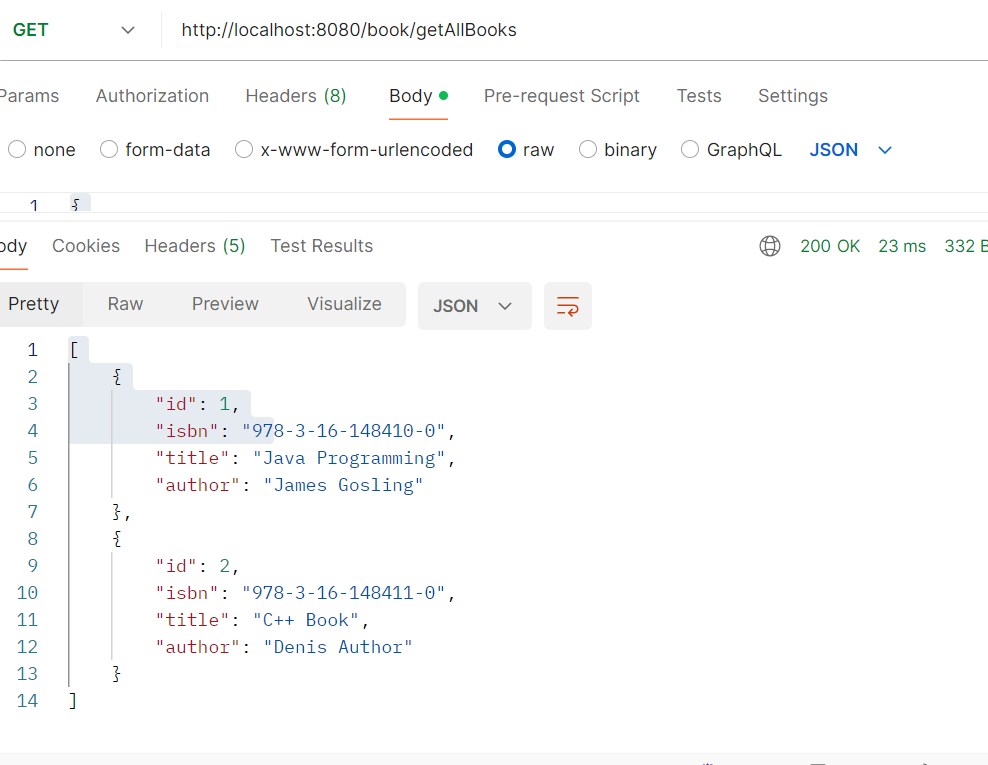 GET http://localhost:8080/book/getAllBooks
Params Authorization Headers (8) Body Pre-request Script Tests Settings
none form-data x-www-form-urlencoded raw binary GraphQL JSON
1 {
ody Cookies Headers (5) Test Results 200 OK 23 ms 332 B
Pretty Raw Preview Visualize JSON
1 [
2 {
3 "id": 1,
4 "isbn": "978-3-16-148410-0",
5 "title": "Java Programming",
6 "author": "James Gosling"
7 },
8 {
9 "id": 2,
10 "isbn": "978-3-16-148411-0",
11 "title": "C++ Book",
12 "author": "Denis Author"
13 }
14 ]